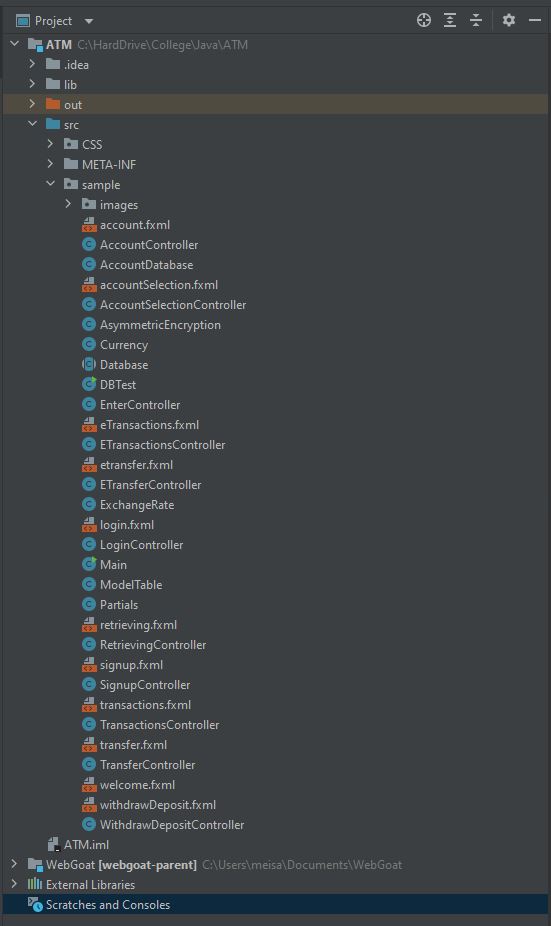 Project
ATM C:\HardDrive\College\Java\ATM
.idea
lib
out
src
CSS
META-INF
sample
images
account.fxml
AccountController
AccountDatabase
accountSelection.fxml
AccountSelectionController
AsymmetricEncryption
Currency
Database
DBTest
EnterController
eTransactions.fxml
ETransactionsController
etransfer.fxml
ETransferController
ExchangeRate
login.fxml
LoginController
Main
ModelTable
Partials
retrieving.fxml
RetrievingController
signup.fxml
SignupController
transactions.fxml
TransactionsController
transfer.fxml
TransferController
welcome.fxml
withdrawDeposit.fxml
WithdrawDepositController
ATM.iml
WebGoat [webgoat-parent] C:\Users\meisa\Documents\WebGoat
External Libraries
Scratches and Consoles